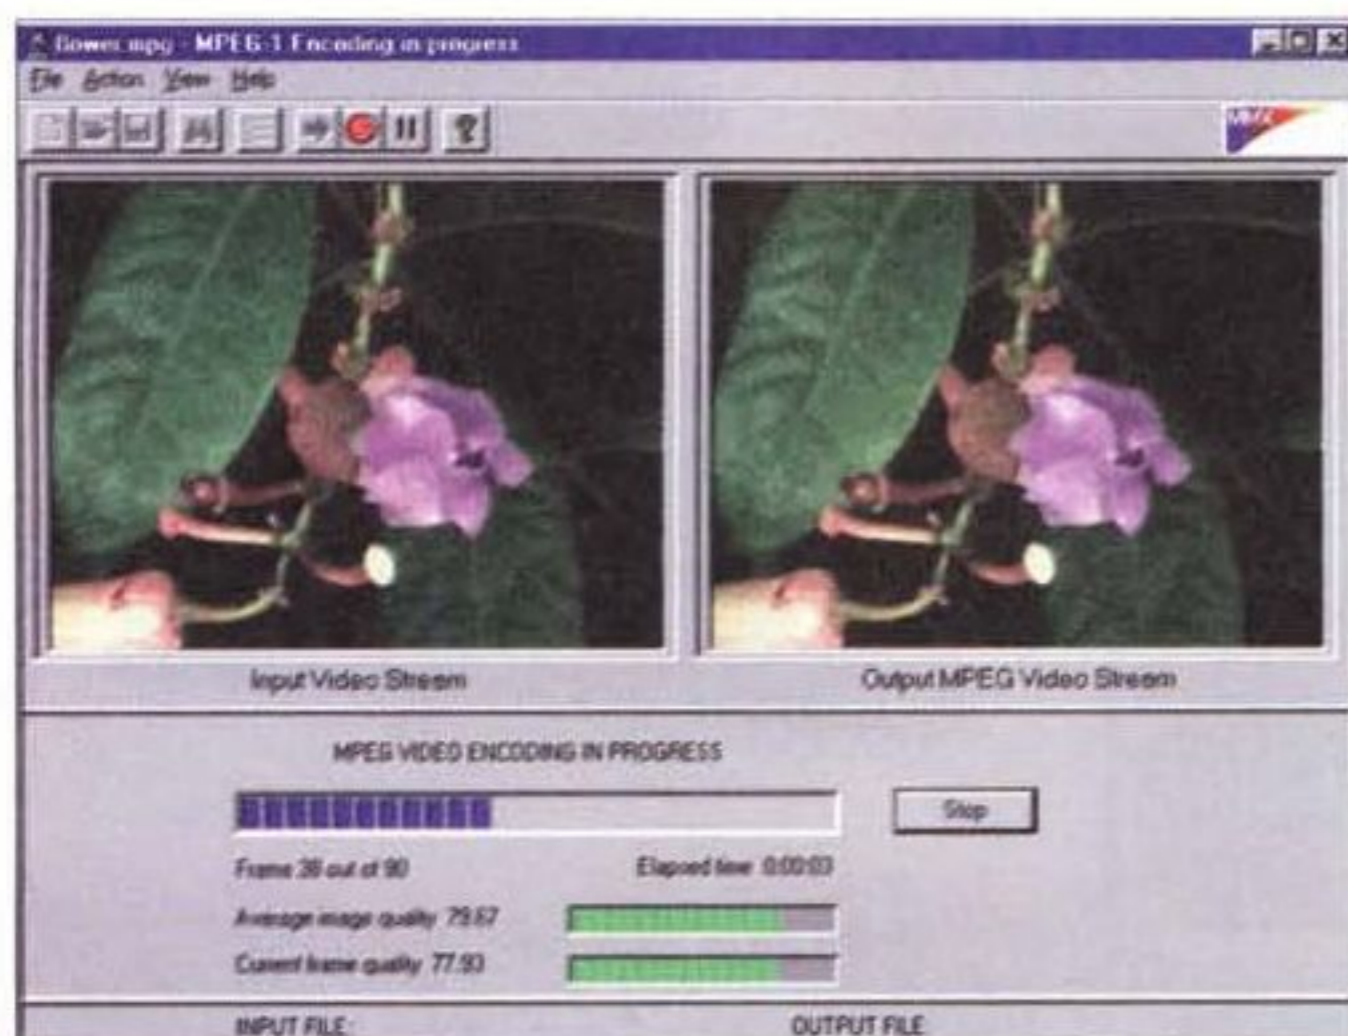 flower.mpg - MPEG-1 Encoding in progress
File Action View Help
MMX
Input Video Stream
Output MPEG Video Stream
MPEG VIDEO ENCODING IN PROGRESS
Stop
Frame 38 out of 90
Elapsed time 0:00:03
Average image quality 79.67
Current frame quality 77.93
INPUT FILE:
OUTPUT FILE